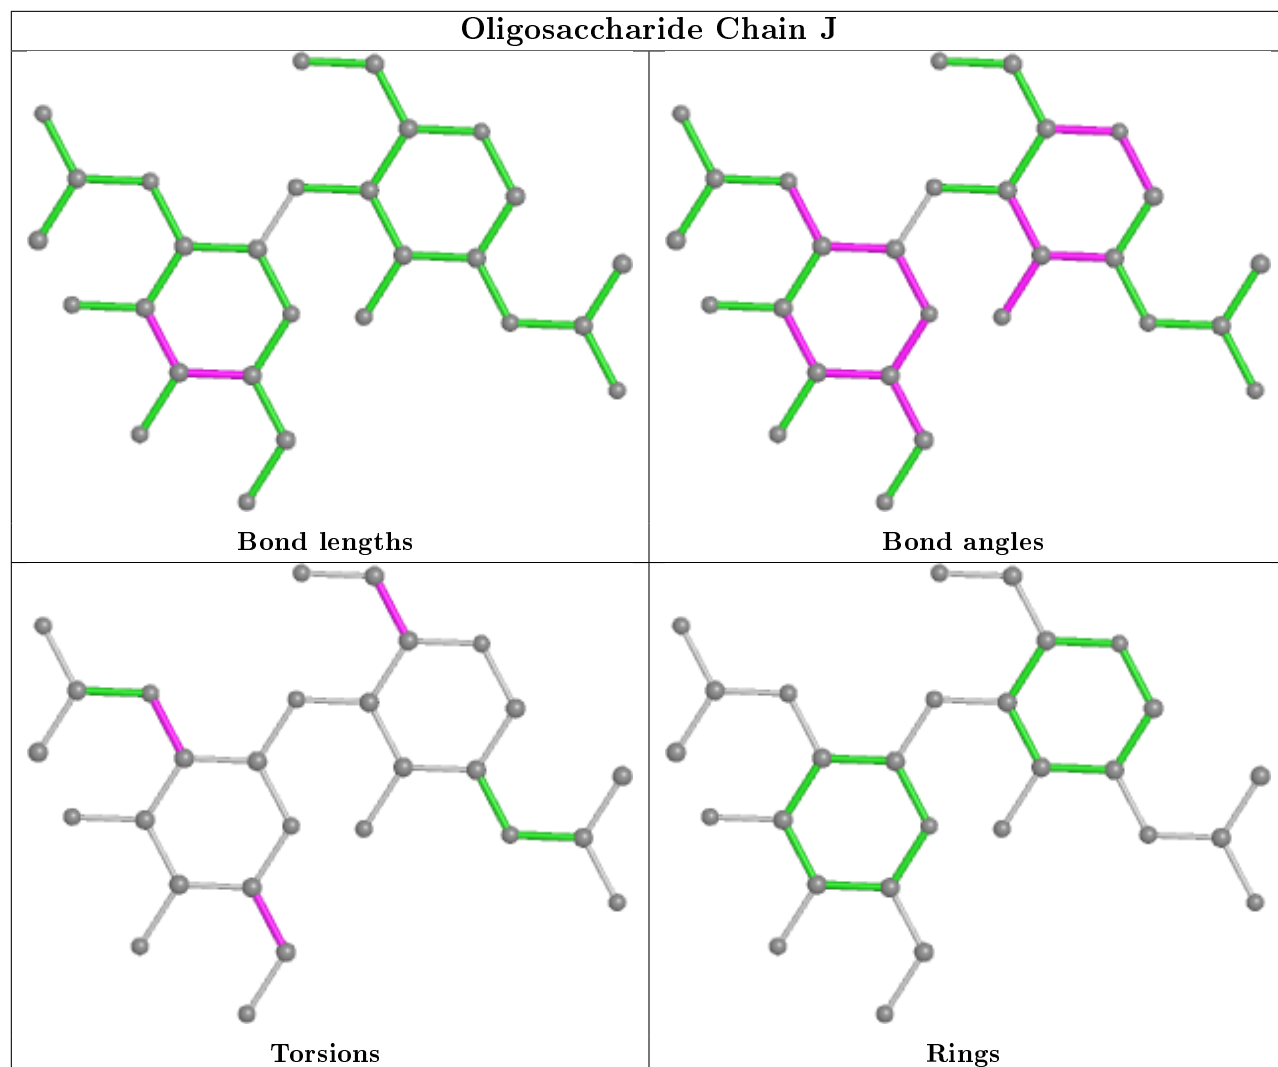 Oligosaccharide Chain J
Bond lengths
Bond angles
Torsions
Rings